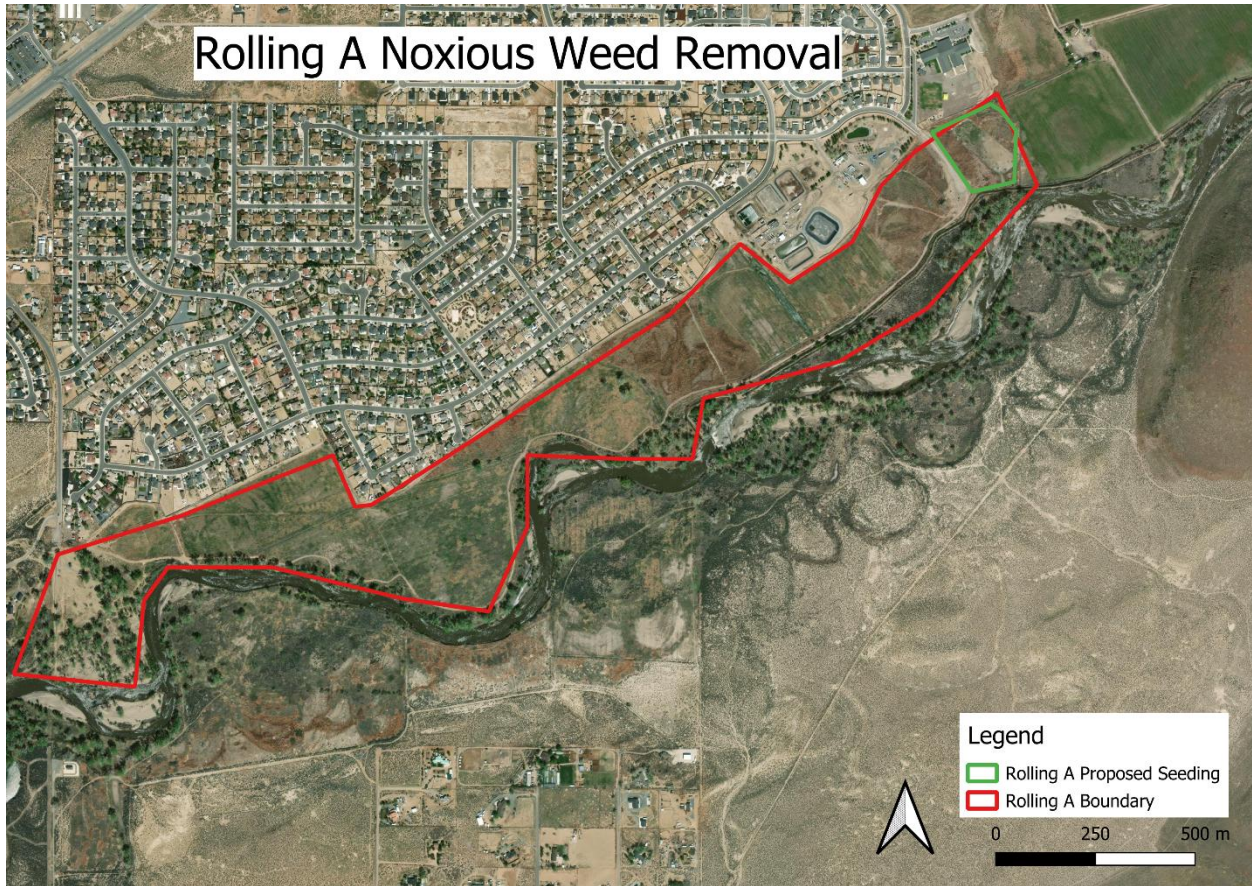 Rolling A Noxious Weed Removal
Legend
Rolling A Proposed Seeding
Rolling A Boundary
0 250 500 m